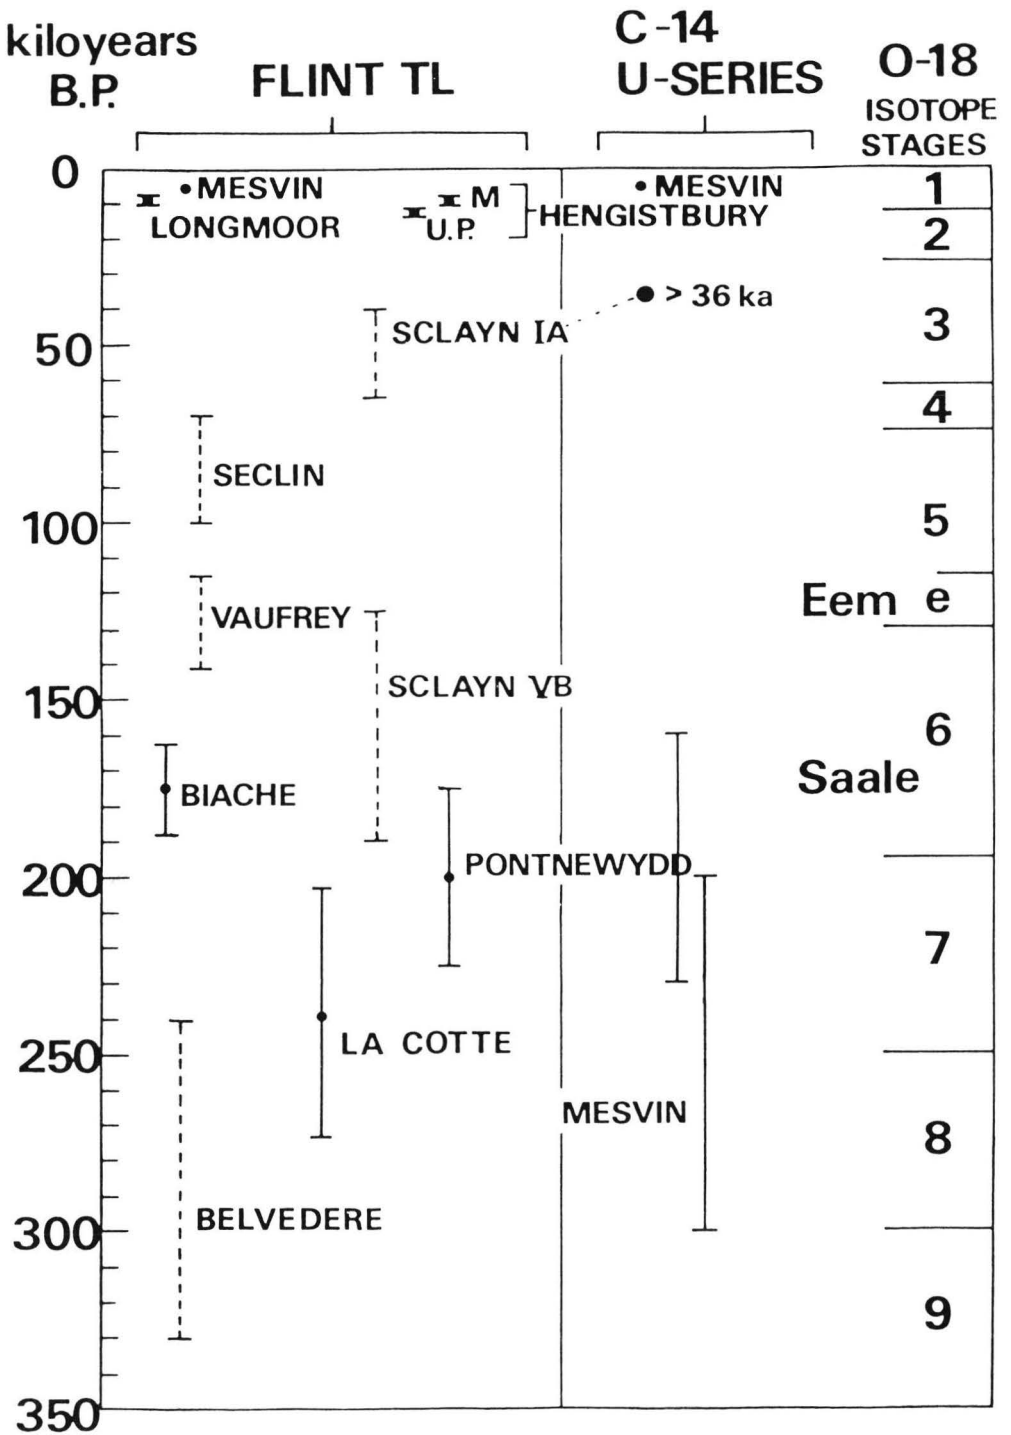 kiloyears
B.P.
FLINT TL
C-14
U-SERIES
O-18
ISOTOPE
STAGES
0
MESVIN
M
MESVIN
1
LONGMOOR
U.P.
HENGISTBURY
2
> 36 ka
SCLAYN IA
3
50
4
SECLIN
100
5
VAUFREY
Eem e
SCLAYN VB
150
6
BIACHE
Saale
PONTNEWYDD
200
7
LA COTTE
250
MESVIN
8
BELVEDERE
300
9
350